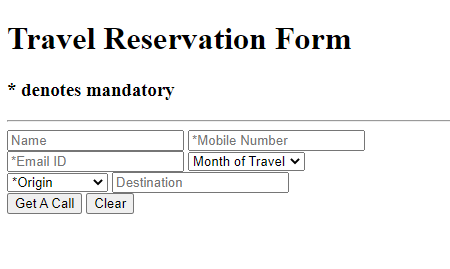 Travel Reservation Form
* denotes mandatory
Name *Mobile Number
*Email ID Month of Travel
*Origin Destination
Get A Call Clear